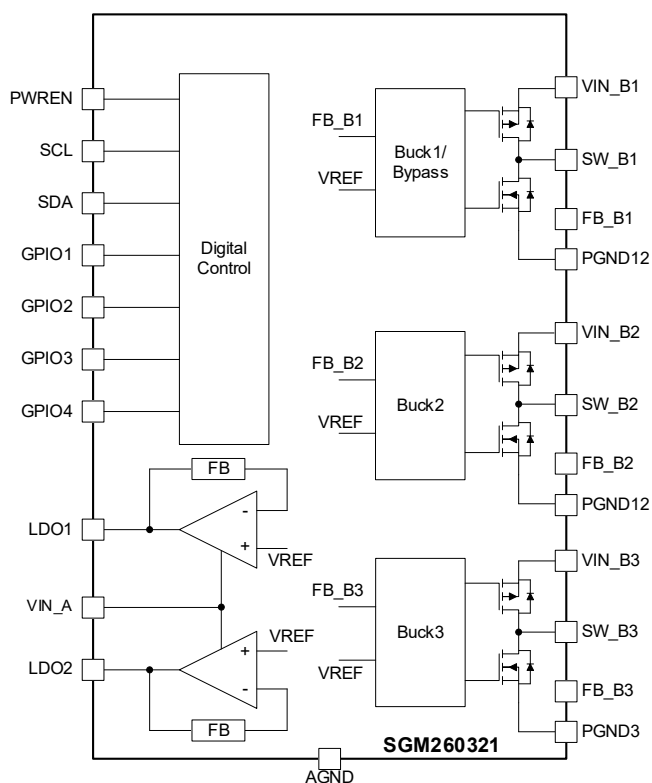 PWREN
SCL
SDA
GPIO1
GPIO2
GPIO3
GPIO4
Digital
Control
FB
LDO1
-
+
VREF
VIN_A
LDO2
VREF
+
-
FB
FB_B1
VREF
Buck1/
Bypass
VIN_B1
SW_B1
FB_B1
PGND12
FB_B2
VREF
Buck2
VIN_B2
SW_B2
FB_B2
PGND12
FB_B3
VREF
Buck3
VIN_B3
SW_B3
FB_B3
PGND3
SGM260321
AGND